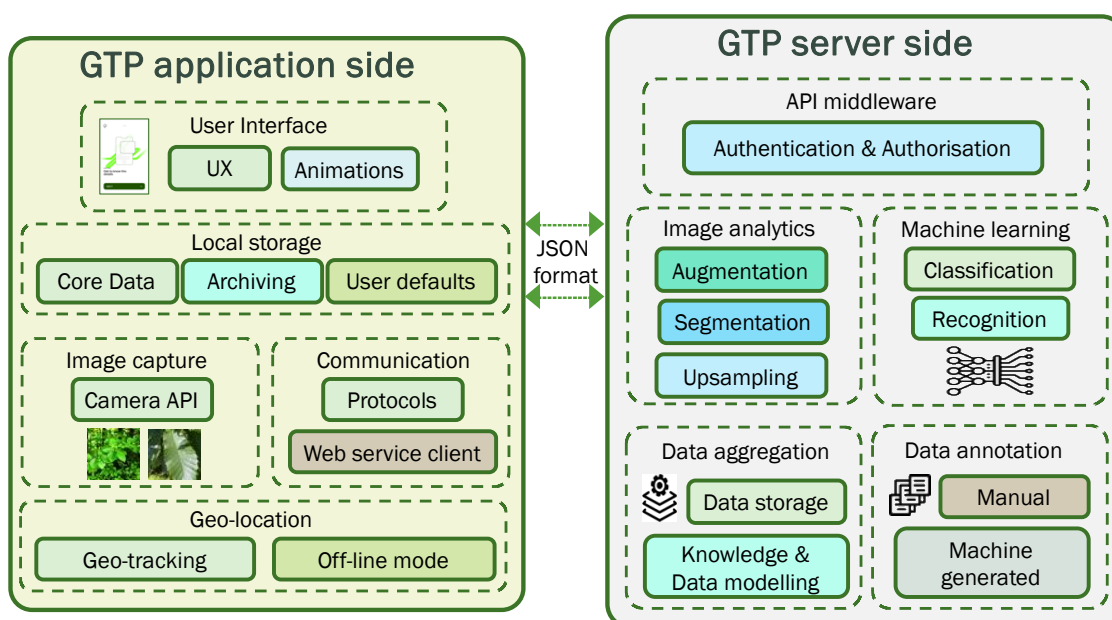 GTP application side
User Interface
UX
Animations
Local storage
Core Data
Archiving
User defaults
Image capture
Camera API
Communication
Protocols
Web service client
Geo-location
Geo-tracking
Off-line mode
JSON
format
GTP server side
API middleware
Authentication & Authorisation
Image analytics
Augmentation
Segmentation
Upsampling
Machine learning
Classification
Recognition
Data aggregation
Data storage
Knowledge &
Data modelling
Data annotation
Manual
Machine
generated